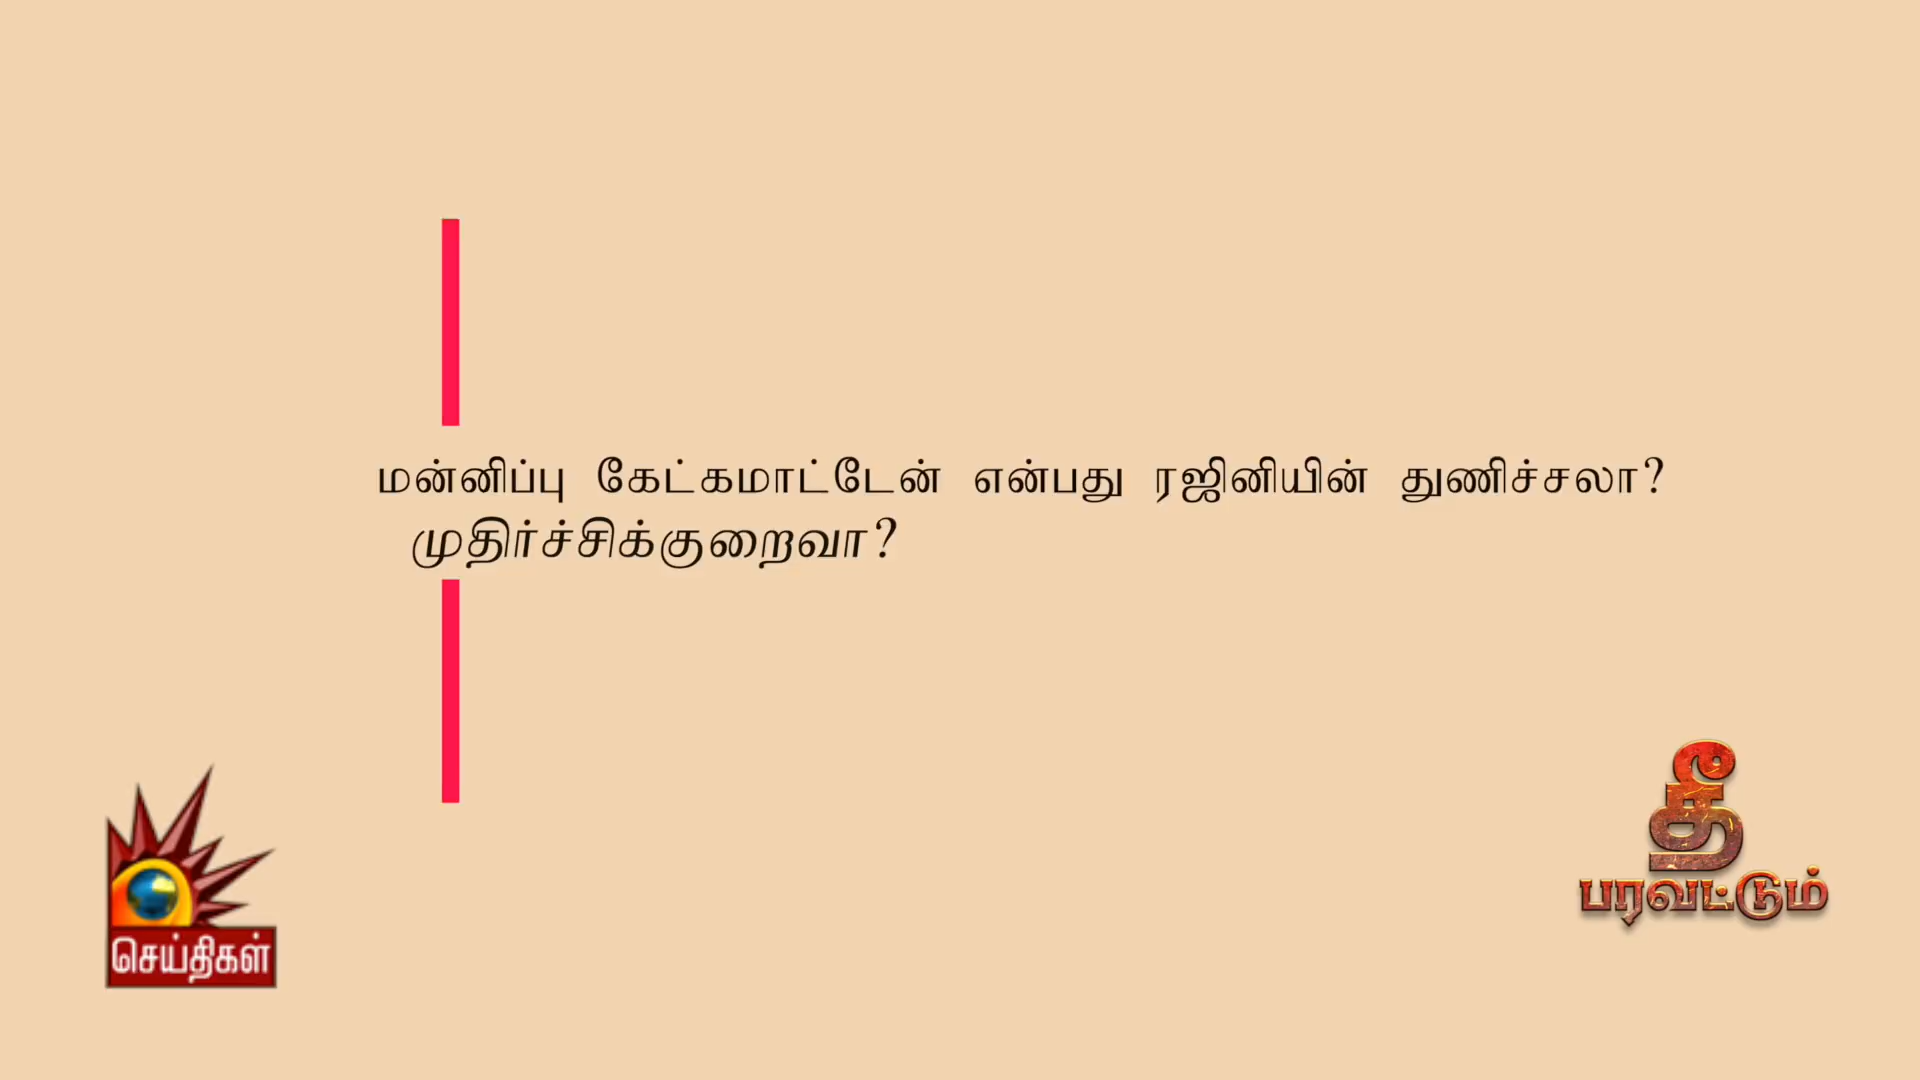 மன்னிப்பு கேட்கமாட்டேன் என்பது ரஜினியின் துணிச்சலா?
முதிர்ச்சிக்குறைவா?
செய்திகள்
தீ
பரவட்டும்